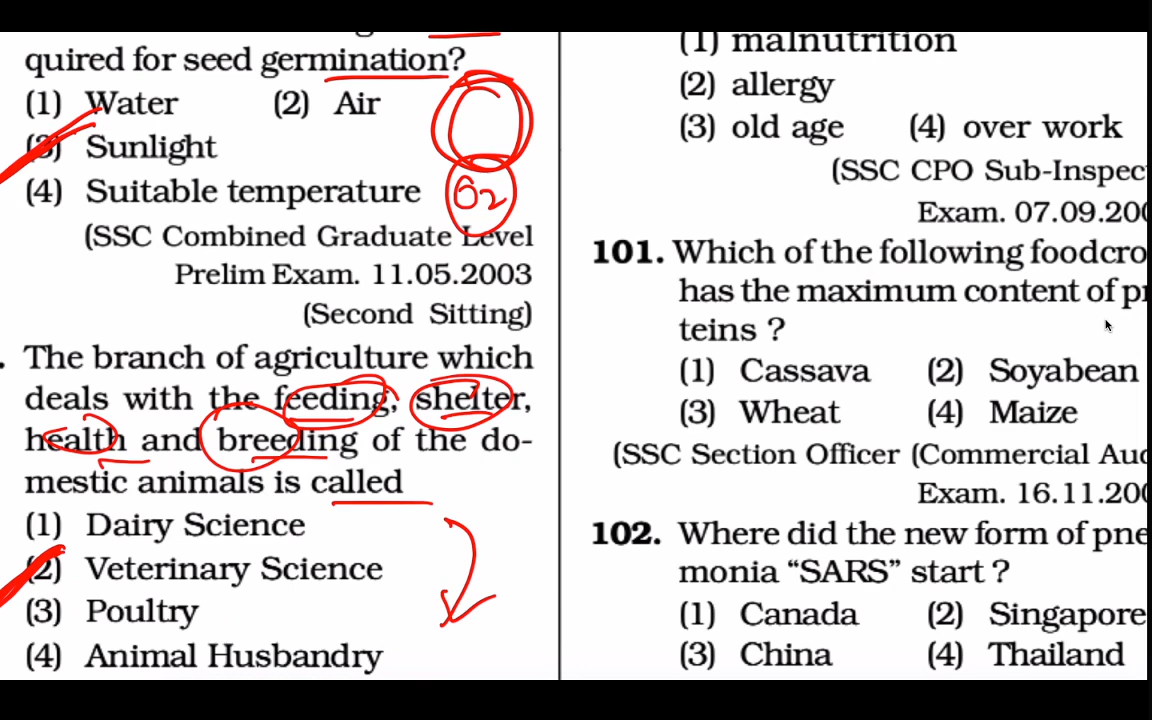 quired for seed germination?
(1) Water (2) Air
(3) Sunlight
(4) Suitable temperature
(SSC Combined Graduate Level
Prelim Exam. 11.05.2003
(Second Sitting)
. The branch of agriculture which
deals with the feeding, shelter,
health and breeding of the do-
mestic animals is called
(1) Dairy Science
(2) Veterinary Science
(3) Poultry
(4) Animal Husbandry
(1) malnutrition
(2) allergy
(3) old age (4) over work
(SSC CPO Sub-Inspec
Exam. 07.09.200
101. Which of the following foodcro
has the maximum content of pr
teins ?
(1) Cassava (2) Soyabean
(3) Wheat (4) Maize
(SSC Section Officer (Commercial Aud
Exam. 16.11.200
102. Where did the new form of pne
monia “SARS” start ?
(1) Canada (2) Singapore
(3) China (4) Thailand